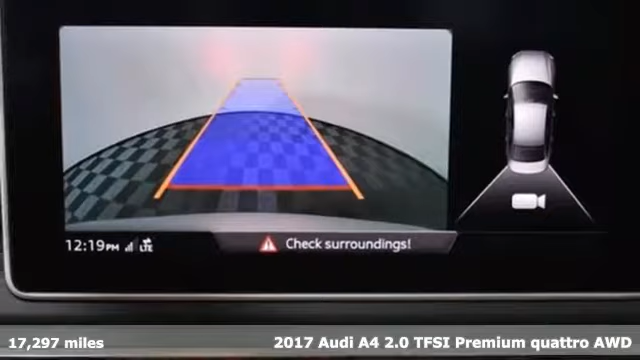 12:19PM LTE
Check surroundings!
17,297 miles
2017 Audi A4 2.0 TFSI Premium quattro AWD